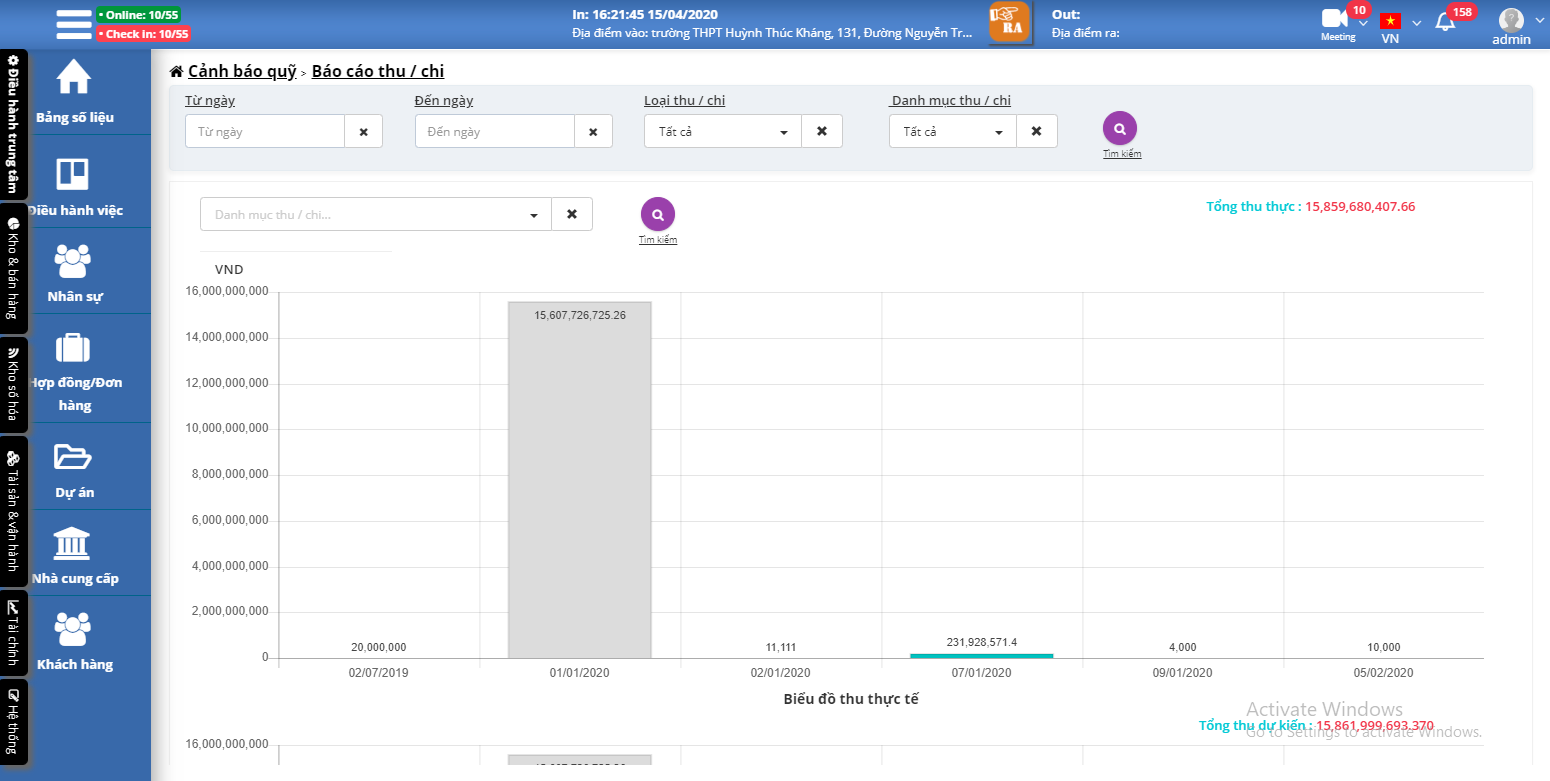 • Online: 10/55
• Check in: 10/55
In: 16:21:45 15/04/2020
Địa điểm vào: trường THPT Huỳnh Thúc Kháng, 131, Đường Nguyễn Tr...
RA
Out:
Địa điểm ra:
10
Meeting
VN
158
admin
Điều hành trung tâm
Kho & bán hàng
Kho số hóa
Tài sản & vận hành
Tài chính
Hệ thống
Bảng số liệu
Điều hành việc
Nhân sự
Hợp đồng/Đơn
hàng
Dự án
Nhà cung cấp
Khách hàng
Cảnh báo quỹ > Báo cáo thu / chi
Từ ngày
Đến ngày
Loại thu / chi
Danh mục thu / chi
Từ ngày
Đến ngày
Tất cả
Tất cả
Tìm kiếm
Danh mục thu / chi...
Tìm kiếm
Tổng thu thực : 15,859,680,407.66
VND
16,000,000,000
14,000,000,000
12,000,000,000
10,000,000,000
8,000,000,000
6,000,000,000
4,000,000,000
2,000,000,000
0
20,000,000
15,607,726,725.26
11,111
231,928,571.4
4,000
10,000
02/07/2019
01/01/2020
02/01/2020
07/01/2020
09/01/2020
05/02/2020
Biểu đồ thu thực tế
Activate Windows
Go to Settings to activate Windows.
Tổng thu dự kiến : 15,861,999,693.370
16,000,000,000